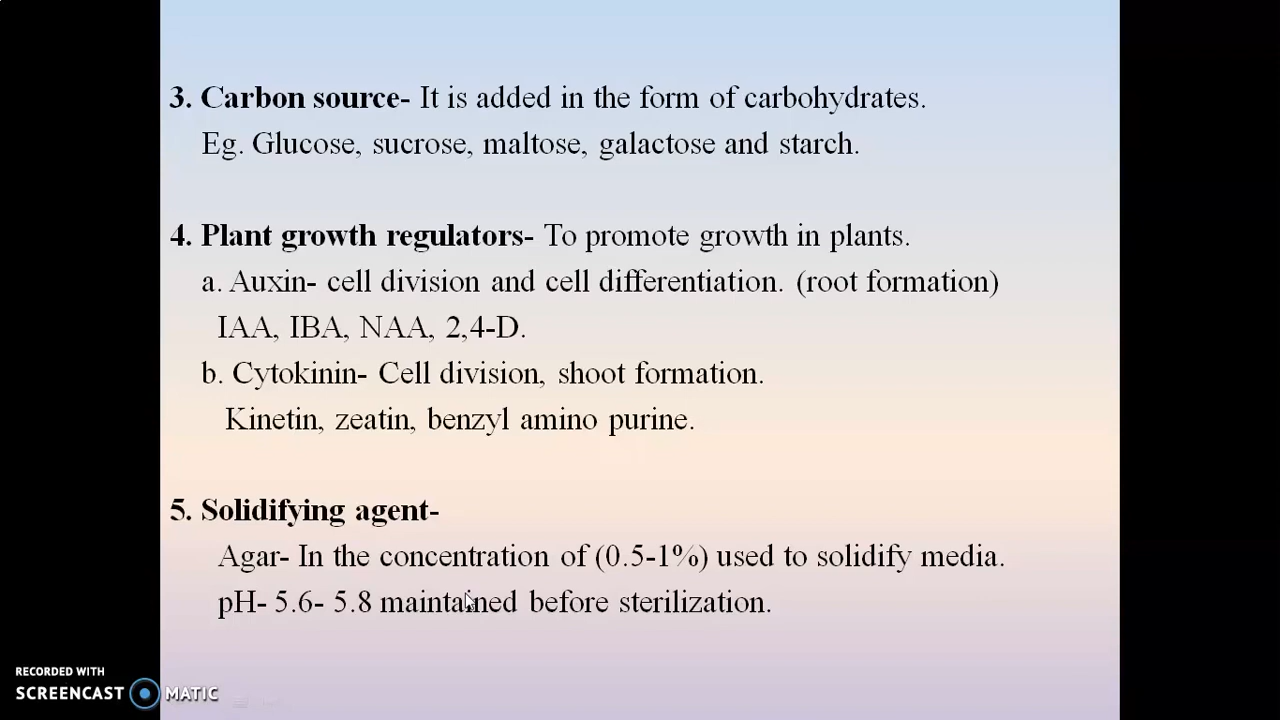 3. Carbon source- It is added in the form of carbohydrates.
Eg. Glucose, sucrose, maltose, galactose and starch.
4. Plant growth regulators- To promote growth in plants.
a. Auxin- cell division and cell differentiation. (root formation)
IAA, IBA, NAA, 2,4-D.
b. Cytokinin- Cell division, shoot formation.
Kinetin, zeatin, benzyl amino purine.
5. Solidifying agent-
Agar- In the concentration of (0.5-1%) used to solidify media.
pH- 5.6- 5.8 maintained before sterilization.
RECORDED WITH
SCREENCAST MATIC